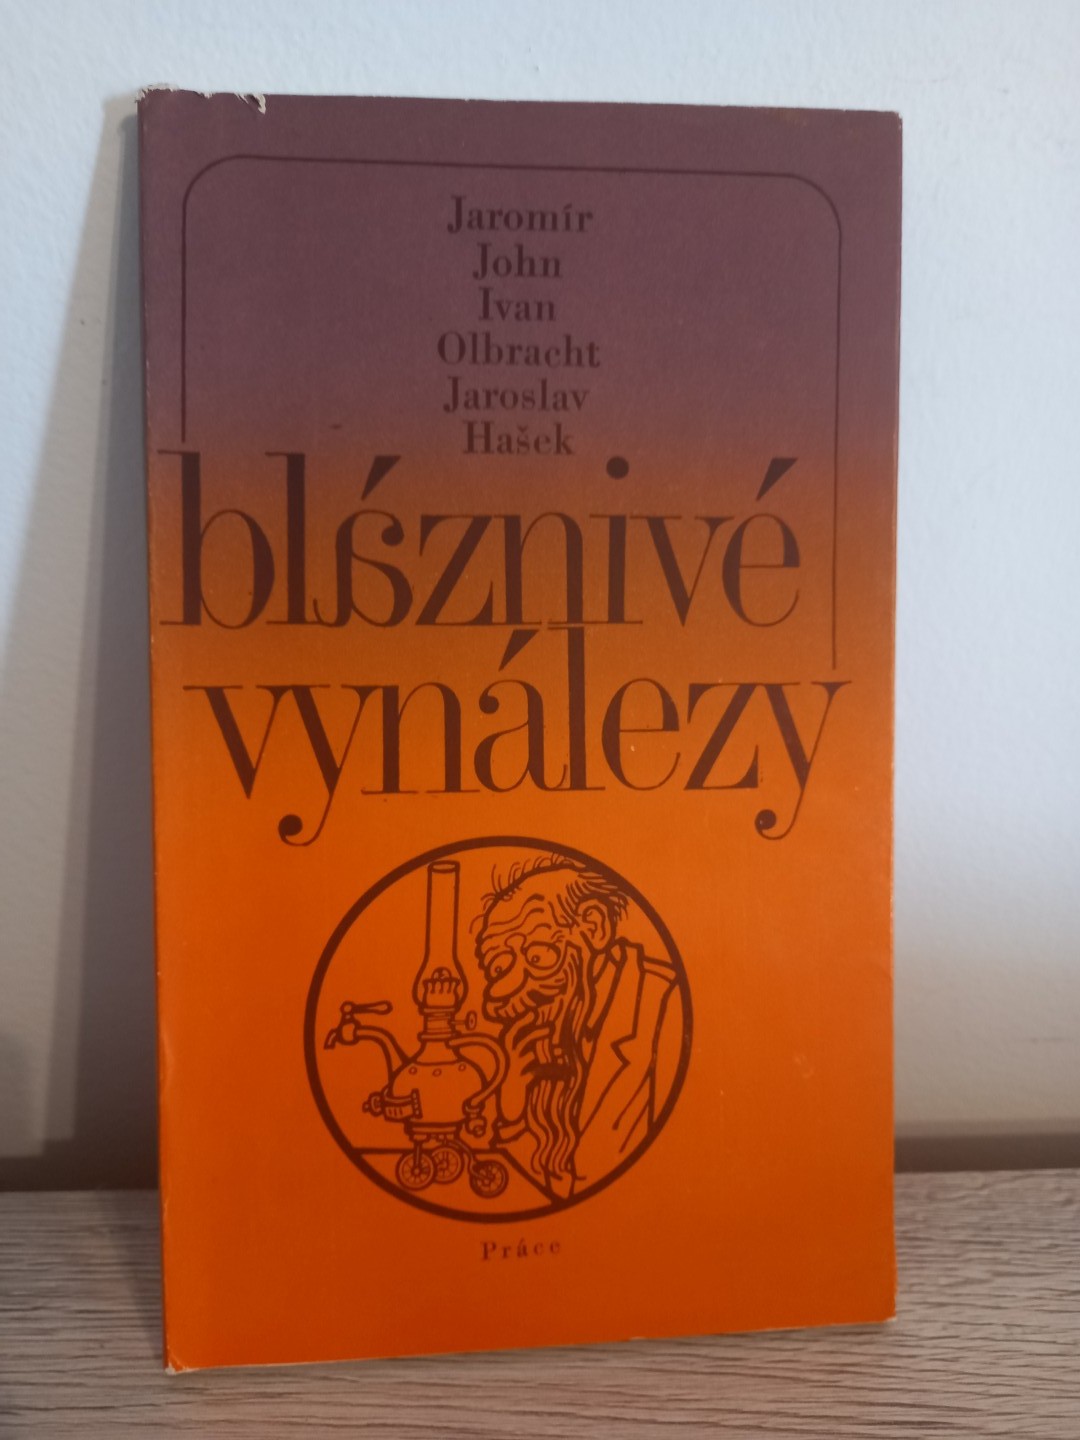 Jaromír
John
Ivan
Olbracht
Jaroslav
Hašek
bláznivé
vynálezy
Práce